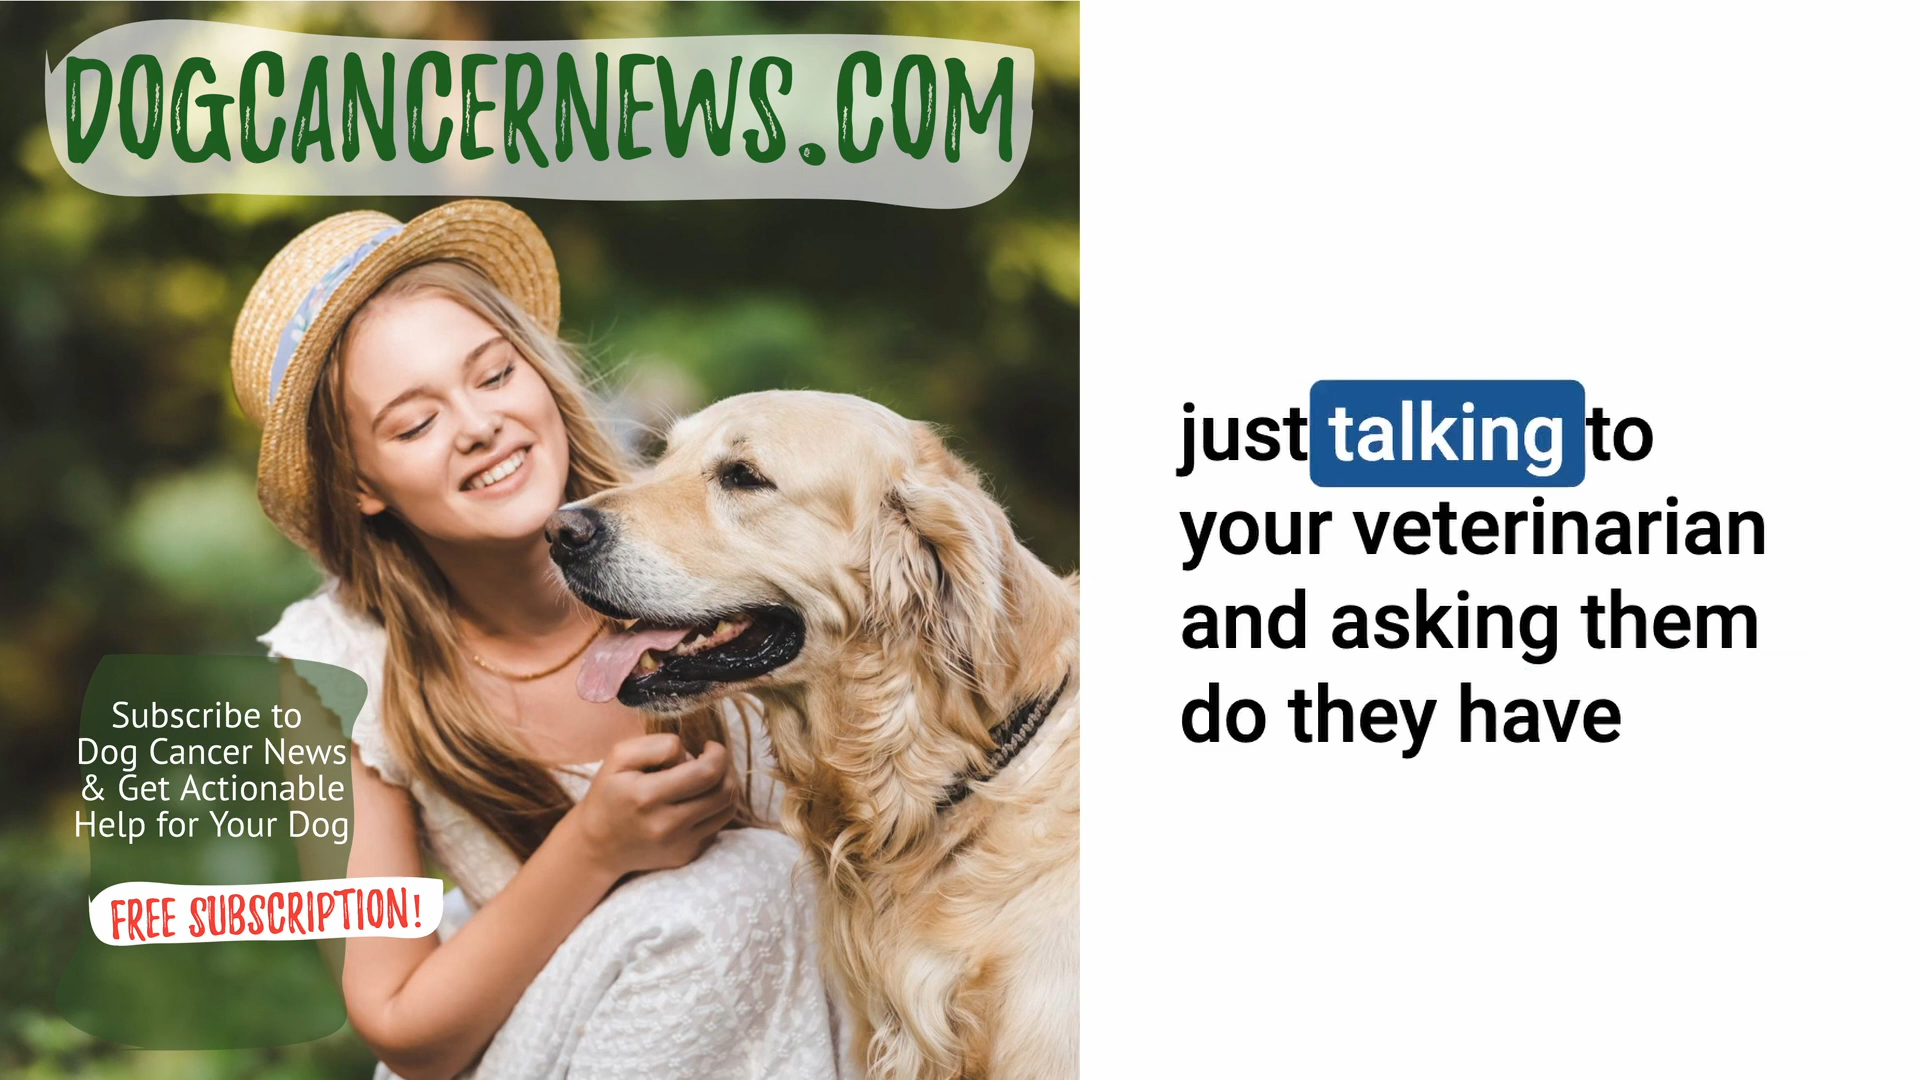 DOGCANCERNEWS.COM
Subscribe to
Dog Cancer News
& Get Actionable
Help for Your Dog
FREE SUBSCRIPTION!
just talking to
your veterinarian
and asking them
do they have